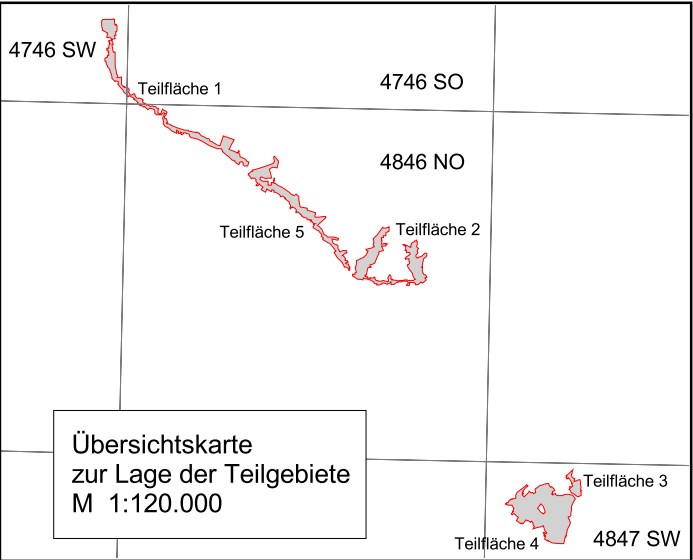 4746 SW
4746 SO
Teilfläche 1
4846 NO
Teilfläche 5
Teilfläche 2
Übersichtskarte
zur Lage der Teilgebiete
M 1:120.000
Teilfläche 3
Teilfläche 4
4847 SW